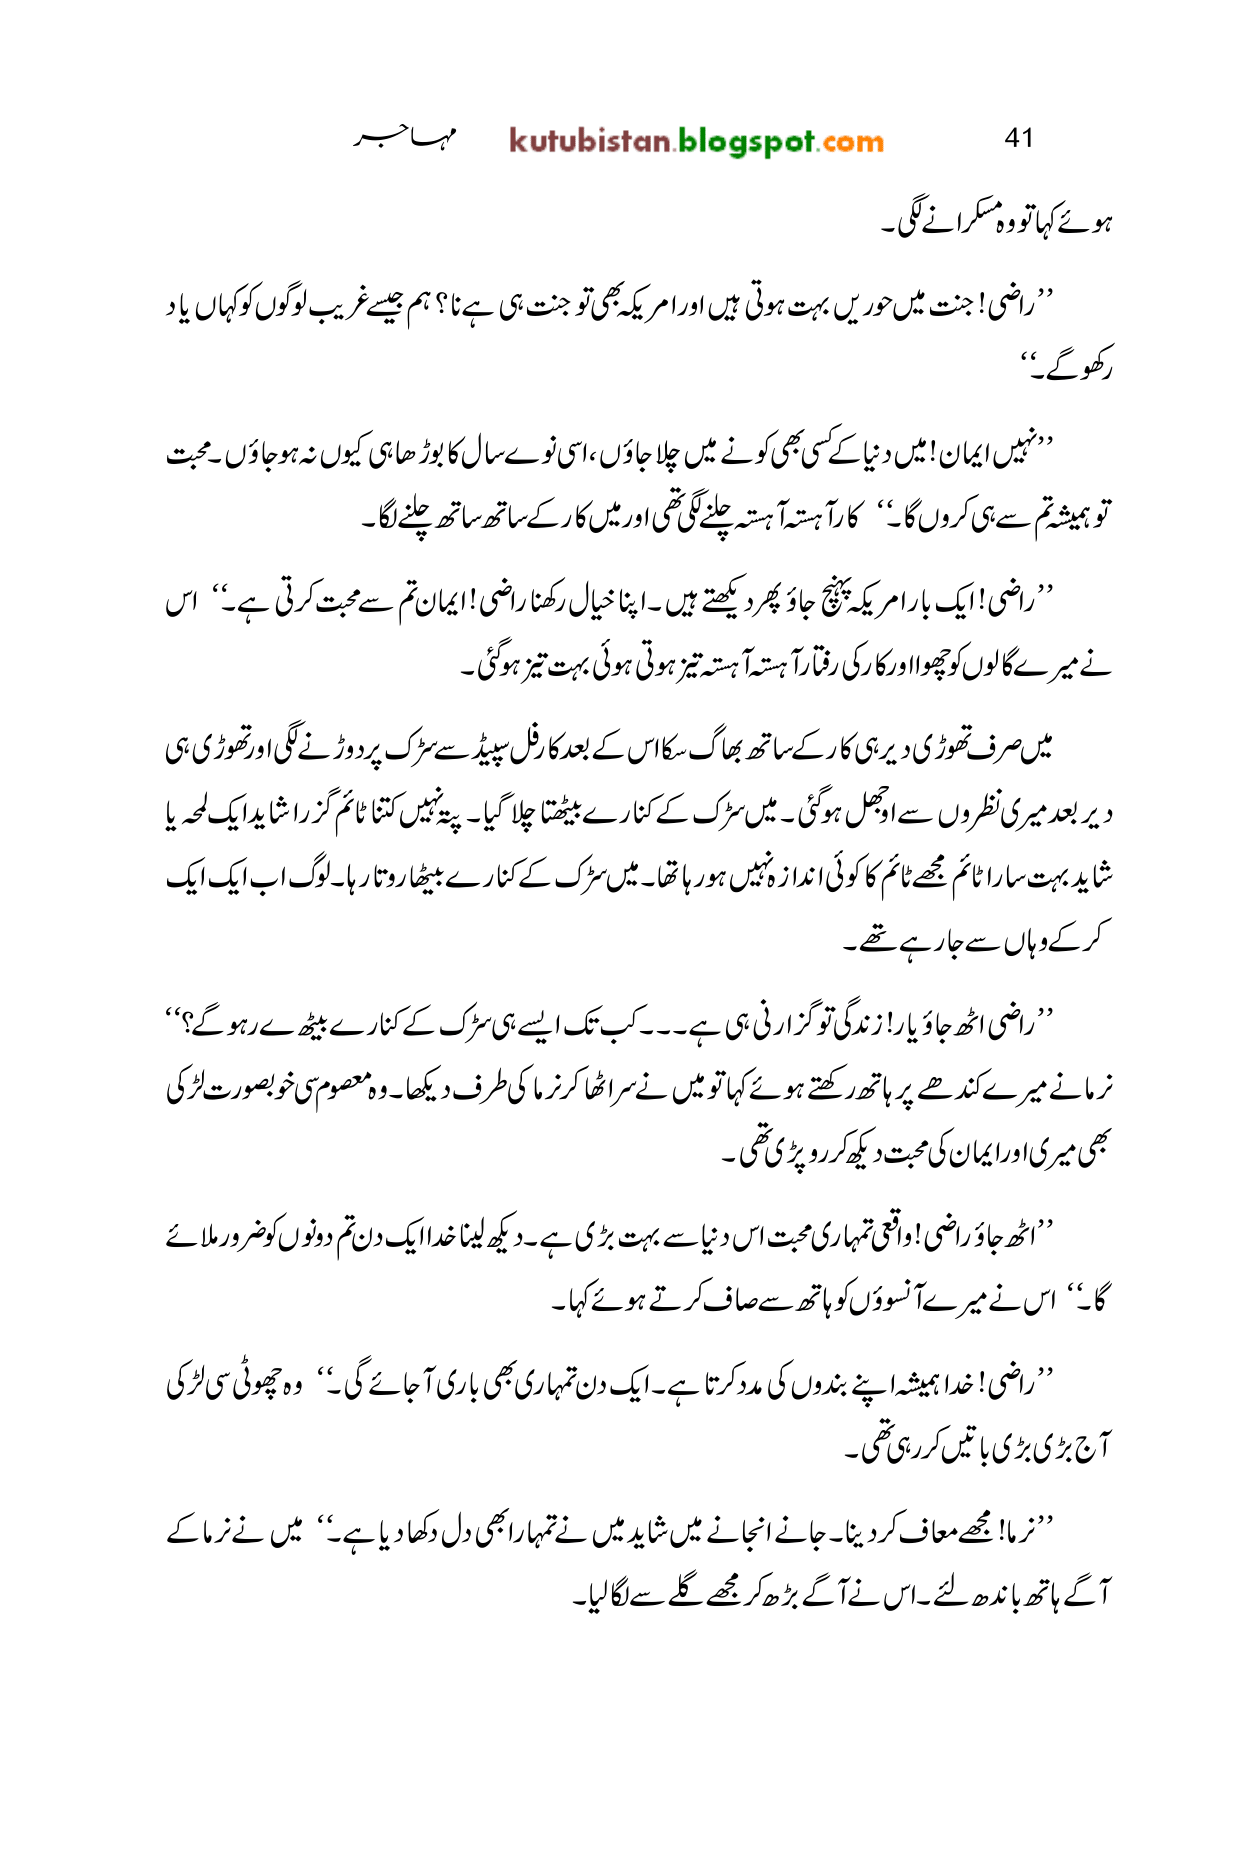 41 kutubistan.blogspot.com مہاجر
ہوئے کہا تو وہ مسکرانے لگی۔
’’راضی! جنت میں حوریں بہت ہوتی ہیں اور امریکہ بھی تو جنت ہی ہے نا؟ ہم جیسے غریب لوگوں کو کہاں یاد
رکھو گے۔‘‘
’’نہیں ایمان! میں دنیا کے کسی بھی کونے میں چلا جاؤں، اسی نوے سال کا بوڑھا ہی کیوں نہ ہو جاؤں۔ محبت
تو ہمیشہ تم سے ہی کروں گا۔‘‘ کار آہستہ آہستہ چلنے لگی تھی اور میں کار کے ساتھ ساتھ چلنے لگا۔
’’راضی! ایک بار امریکہ پہنچ جاؤ پھر دیکھتے ہیں۔ اپنا خیال رکھنا راضی! ایمان تم سے محبت کرتی ہے۔‘‘ اس
نے میرے گالوں کو چھوا اور کار کی رفتار آہستہ آہستہ تیز ہوتی ہوئی بہت تیز ہو گئی۔
میں صرف تھوڑی دیر ہی کار کے ساتھ بھاگ سکا اس کے بعد کار فل سپیڈ سے سڑک پر دوڑنے لگی اور تھوڑی ہی
دیر بعد میری نظروں سے اوجھل ہو گئی۔ میں سڑک کے کنارے بیٹھتا چلا گیا۔ پتہ نہیں کتنا ٹائم گزرا شاید ایک لمحہ یا
شاید بہت سارا ٹائم مجھے ٹائم کا کوئی اندازہ نہیں ہو رہا تھا۔ میں سڑک کے کنارے بیٹھا روتا رہا۔ لوگ اب ایک ایک
کر کے وہاں سے جا رہے تھے۔
’’راضی اٹھ جاؤ یار! زندگی تو گزارنی ہی ہے۔۔۔ کب تک ایسے ہی سڑک کے کنارے بیٹھے رہو گے؟‘‘
نرما نے میرے کندھے پر ہاتھ رکھتے ہوئے کہا تو میں نے سر اٹھا کر نرما کی طرف دیکھا۔ وہ معصوم سی خوبصورت لڑکی
بھی میری اور ایمان کی محبت دیکھ کر رو پڑی تھی۔
’’اٹھ جاؤ راضی! واقعی تمہاری محبت اس دنیا سے بہت بڑی ہے۔ دیکھ لینا خدا ایک دن تم دونوں کو ضرور ملائے
گا۔‘‘ اس نے میرے آنسوؤں کو ہاتھ سے صاف کرتے ہوئے کہا۔
’’راضی! خدا ہمیشہ اپنے بندوں کی مدد کرتا ہے۔ ایک دن تمہاری بھی باری آ جائے گی۔‘‘ وہ چھوٹی سی لڑکی
آج بڑی بڑی باتیں کر رہی تھی۔
’’نرما! مجھے معاف کر دینا۔ جانے انجانے میں شاید میں نے تمہارا بھی دل دکھا دیا ہے۔‘‘ میں نے نرما کے
آگے ہاتھ باندھ لئے۔ اس نے آگے بڑھ کر مجھے گلے سے لگا لیا۔